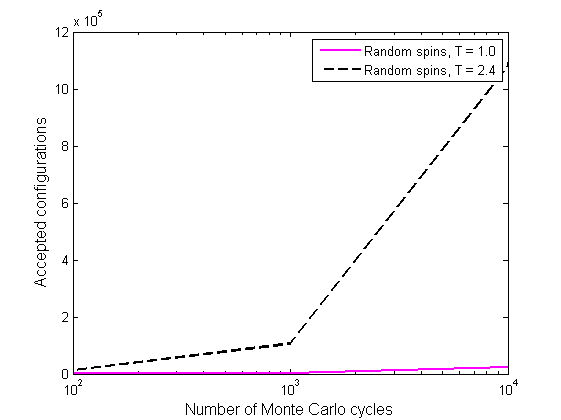 x 10^5
12
10
8
6
4
2
0
Accepted configurations
Random spins, T = 1.0
Random spins, T = 2.4
10^2
10^3
10^4
Number of Monte Carlo cycles